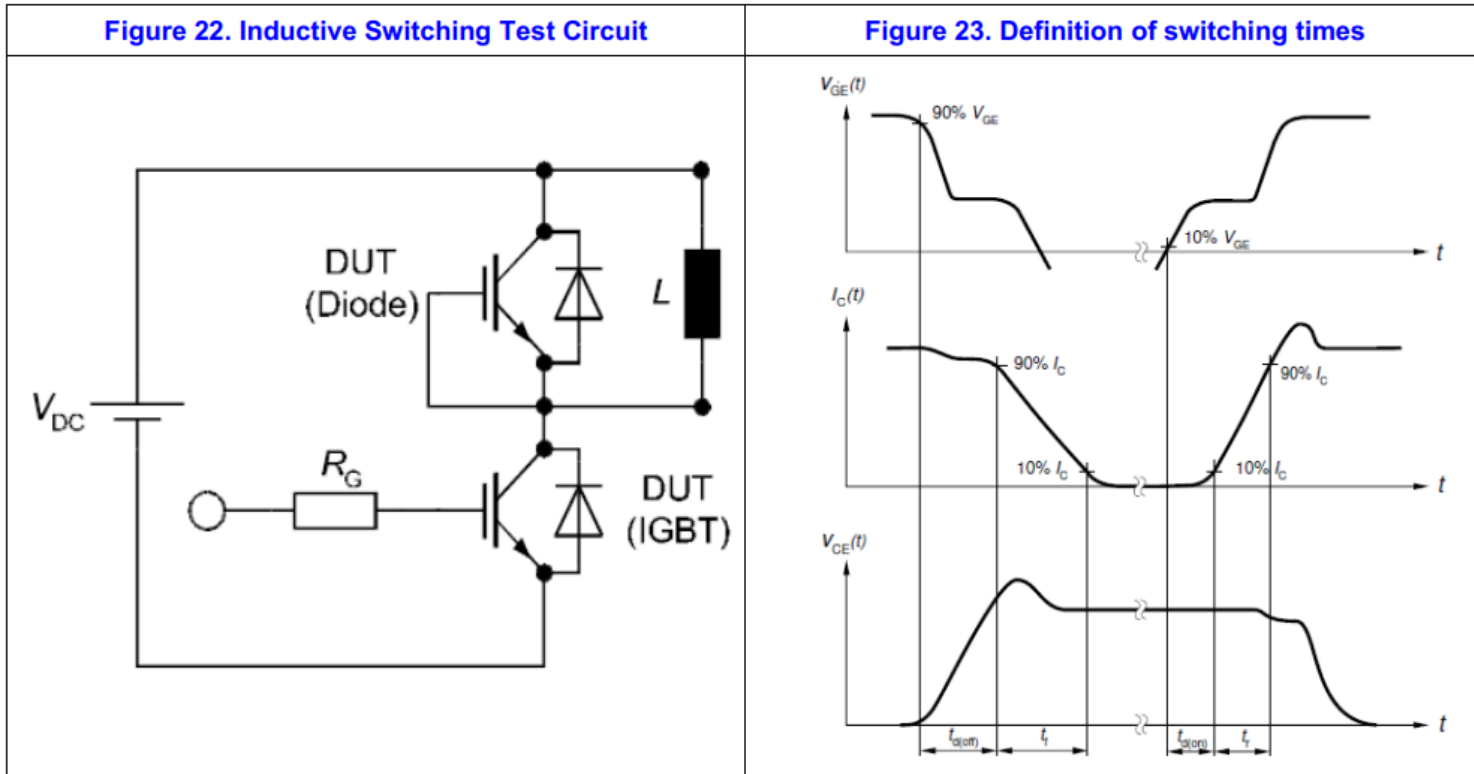 Figure 22. Inductive Switching Test Circuit
DUT
(Diode)
L
VDC
RG
DUT
(IGBT)
Figure 23. Definition of switching times
VGE(t)
90% VGE
10% VGE
t
IC(t)
90% IC
90% IC
10% IC
10% IC
t
VCE(t)
t
td(off)
tf
td(on)
tr